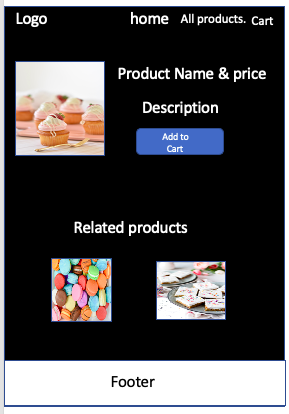 Logo home All products. Cart
Product Name & price
Description
Add to
Cart
Related products
Footer